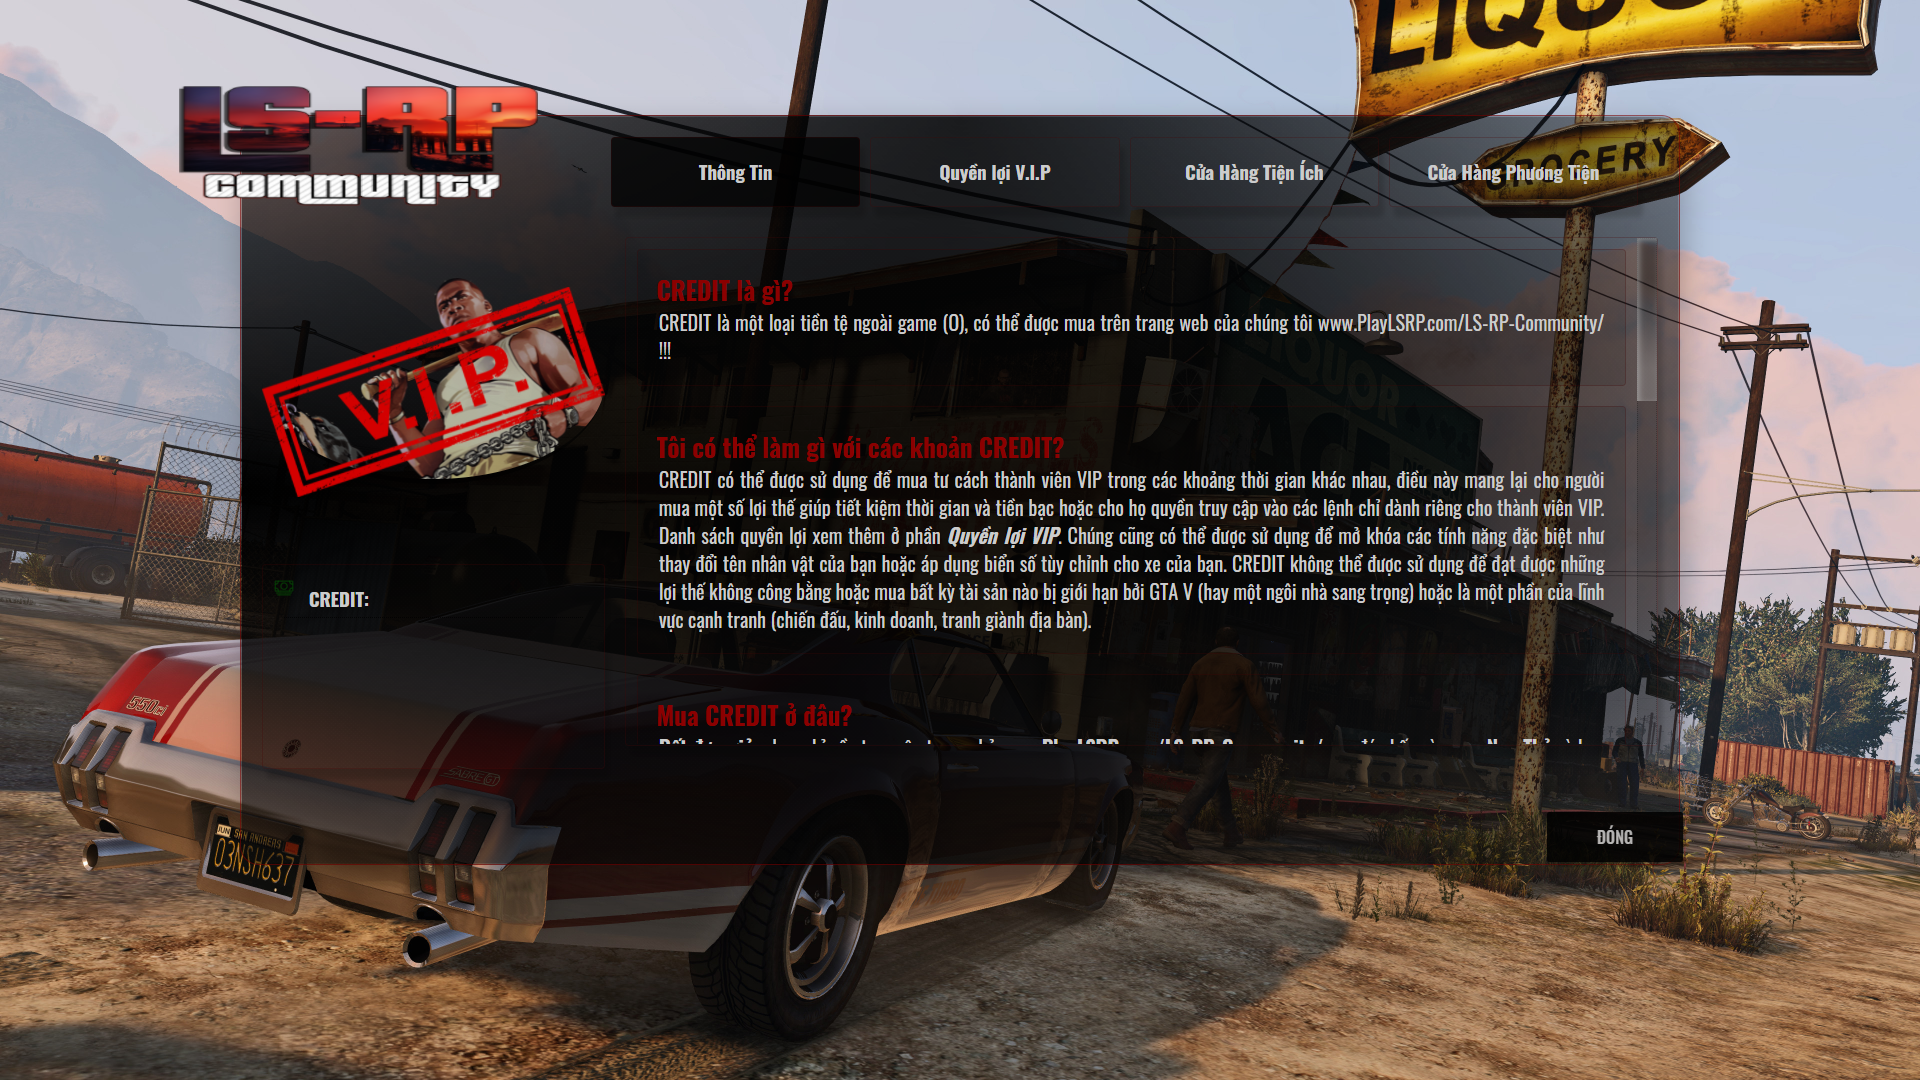 LIQUO
LS-RP
COMMUNITY
Thông Tin
Quyền lợi V.I.P
Cửa Hàng Tiện Ích
Cửa Hàng Phương Tiện
GROCERY
CREDIT là gì?
CREDIT là một loại tiền tệ ngoài game (O), có thể được mua trên trang web của chúng tôi www.PlayLSRP.com/LS-RP-Community/
!!!
LIQUOR
ACE
V.I.P.
Tôi có thể làm gì với các khoản CREDIT?
CREDIT có thể được sử dụng để mua tư cách thành viên VIP trong các khoảng thời gian khác nhau, điều này mang lại cho người
mua một số lợi thế giúp tiết kiệm thời gian và tiền bạc hoặc cho họ quyền truy cập vào các lệnh chỉ dành riêng cho thành viên VIP.
Danh sách quyền lợi xem thêm ở phần Quyền lợi VIP. Chúng cũng có thể được sử dụng để mở khóa các tính năng đặc biệt như
thay đổi tên nhân vật của bạn hoặc áp dụng biển số tùy chỉnh cho xe của bạn. CREDIT không thể được sử dụng để đạt được những
lợi thế không công bằng hoặc mua bất kỳ tài sản nào bị giới hạn bởi GTA V (hay một ngôi nhà sang trọng) hoặc là một phần của lĩnh
vực cạnh tranh (chiến đấu, kinh doanh, tranh giành địa bàn).
CREDIT:
Mua CREDIT ở đâu?
550ci
SABRE GT
SAN ANDREAS
03NSH637
ĐÓNG